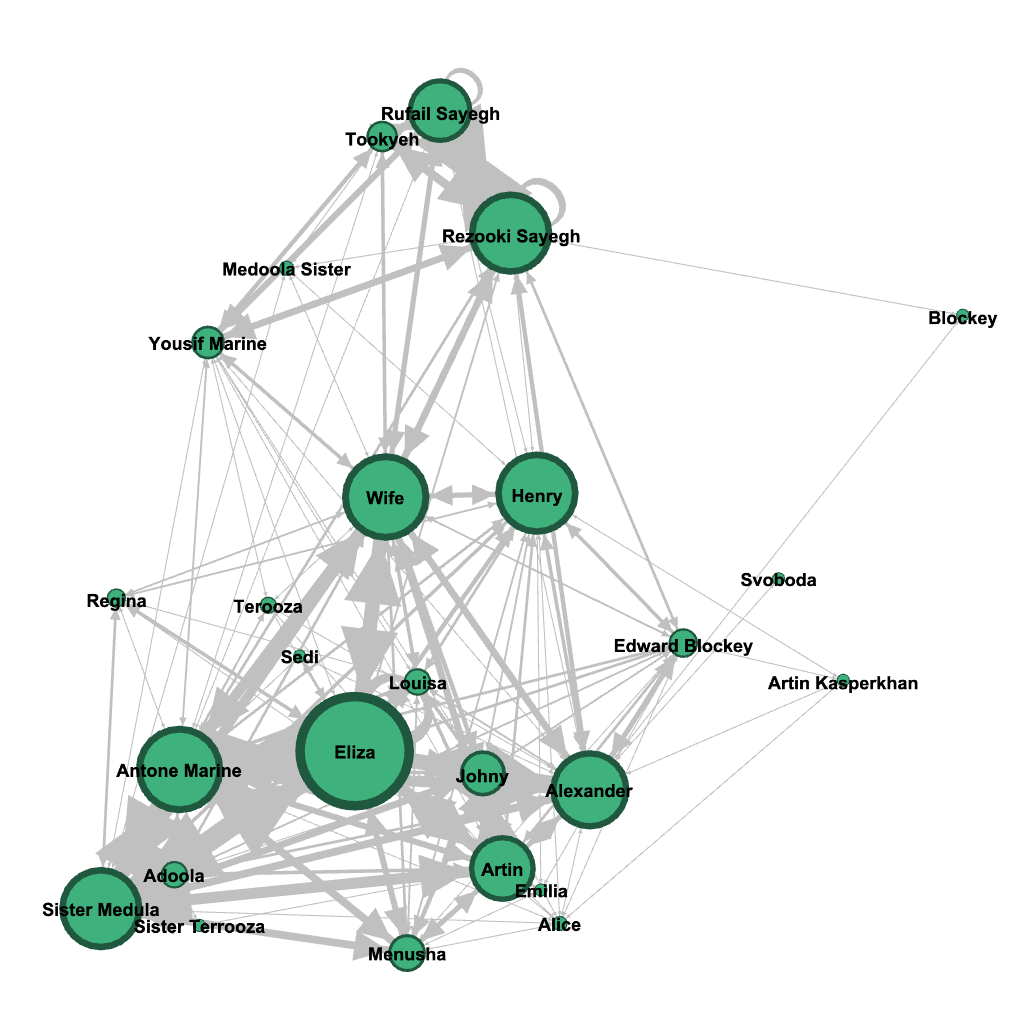 Rufail Sayegh
Tookyeh
Rezooki Sayegh
Medoola Sister
Blockey
Yousif Marine
Wife
Henry
Svoboda
Regina
Terooza
Edward Blockey
Sedi
Louisa
Artin Kasperkhan
Eliza
Antone Marine
Johny
Alexander
Artin
Adoola
Emilia
Sister Medula
Sister Terrooza
Alice
Menusha